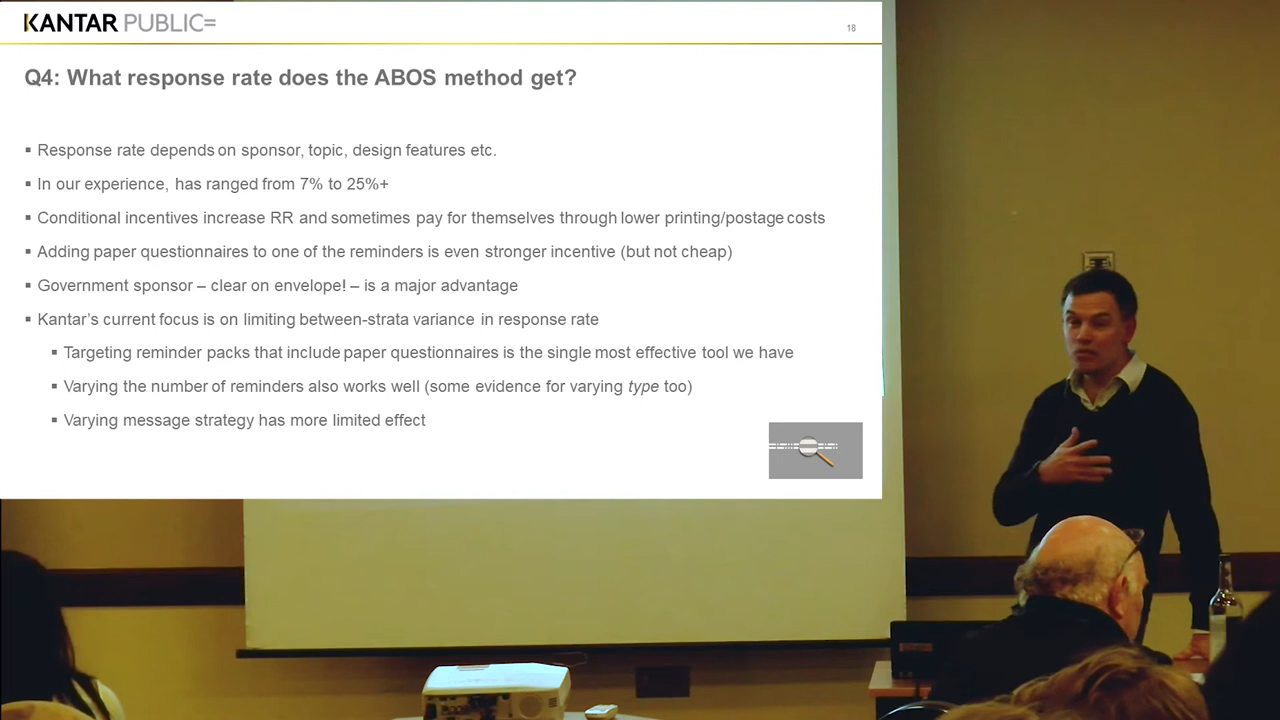 KANTAR PUBLIC=
18
Q4: What response rate does the ABOS method get?
▪ Response rate depends on sponsor, topic, design features etc.
▪ In our experience, has ranged from 7% to 25%+
▪ Conditional incentives increase RR and sometimes pay for themselves through lower printing/postage costs
▪ Adding paper questionnaires to one of the reminders is even stronger incentive (but not cheap)
▪ Government sponsor – clear on envelope! – is a major advantage
▪ Kantar's current focus is on limiting between-strata variance in response rate
▪ Targeting reminder packs that include paper questionnaires is the single most effective tool we have
▪ Varying the number of reminders also works well (some evidence for varying type too)
▪ Varying message strategy has more limited effect